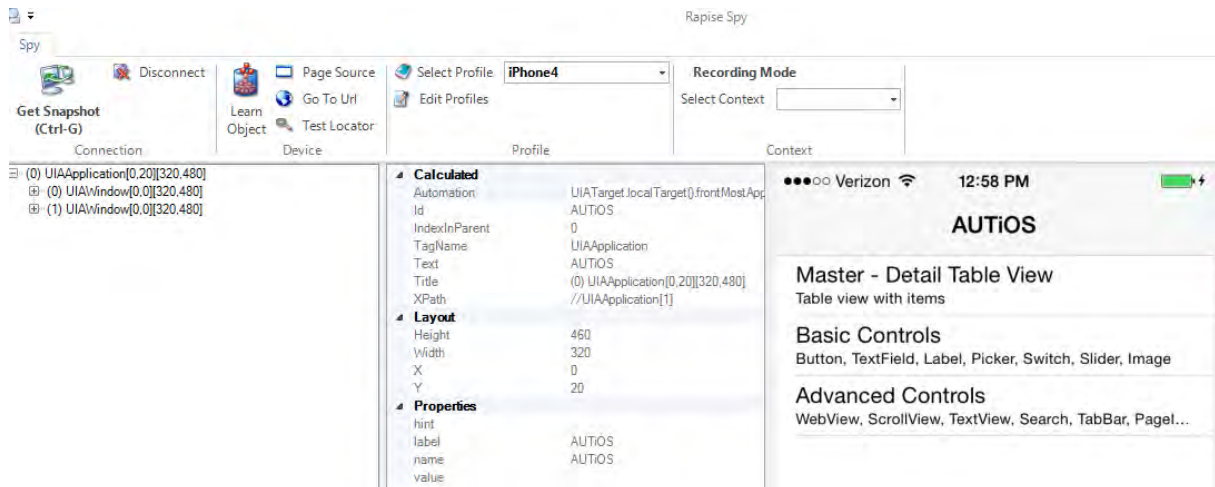 Rapise Spy
Spy
Get Snapshot
(Ctrl-G)
Disconnect
Connection
Learn
Object
Page Source
Go To Url
Test Locator
Device
Select Profile iPhone4
Edit Profiles
Profile
Recording Mode
Select Context
Context
(0) UIAApplication[0,20][320,480]
(0) UIAWindow[0,0][320,480]
(1) UIAWindow[0,0][320,480]
Calculated
Automation UIATarget.localTarget().frontMostApp
Id AUTiOS
IndexInParent 0
TagName UIAApplication
Text AUTiOS
Title (0) UIAApplication[0,20][320,480]
XPath //UIAApplication[1]
Layout
Height 460
Width 320
X 0
Y 20
Properties
hint
label AUTiOS
name AUTiOS
value
Verizon 12:58 PM
AUTiOS
Master - Detail Table View
Table view with items
Basic Controls
Button, TextField, Label, Picker, Switch, Slider, Image
Advanced Controls
WebView, ScrollView, TextView, Search, TabBar, PageI...